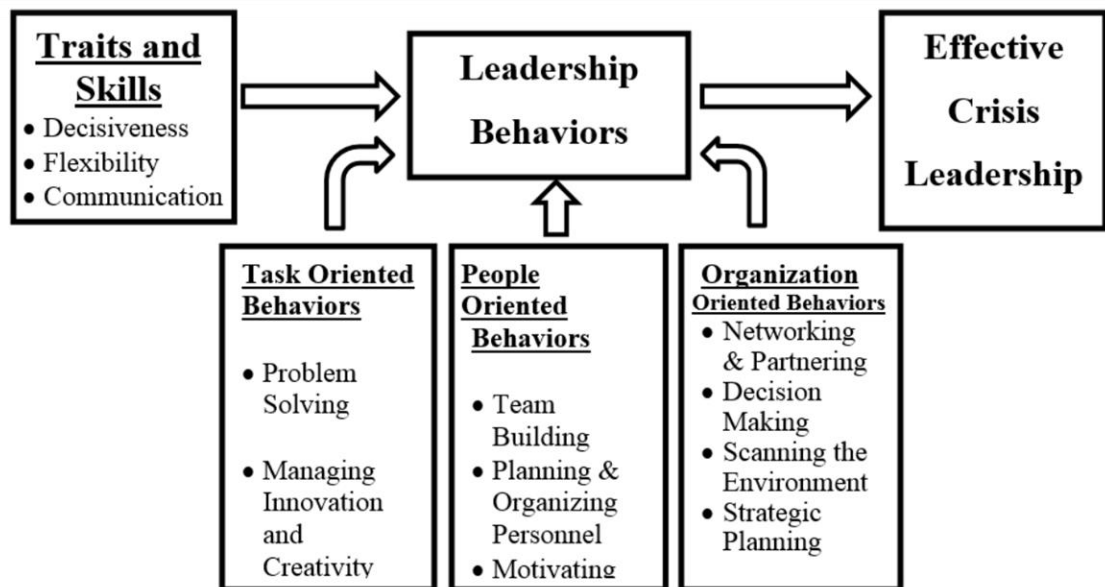 Traits and
Skills
• Decisiveness
• Flexibility
• Communication
Leadership
Behaviors
Effective
Crisis
Leadership
Task Oriented
Behaviors
• Problem
Solving
• Managing
Innovation
and
Creativity
People
Oriented
Behaviors
• Team
Building
• Planning &
Organizing
Personnel
• Motivating
Organization
Oriented Behaviors
• Networking
& Partnering
• Decision
Making
• Scanning the
Environment
• Strategic
Planning